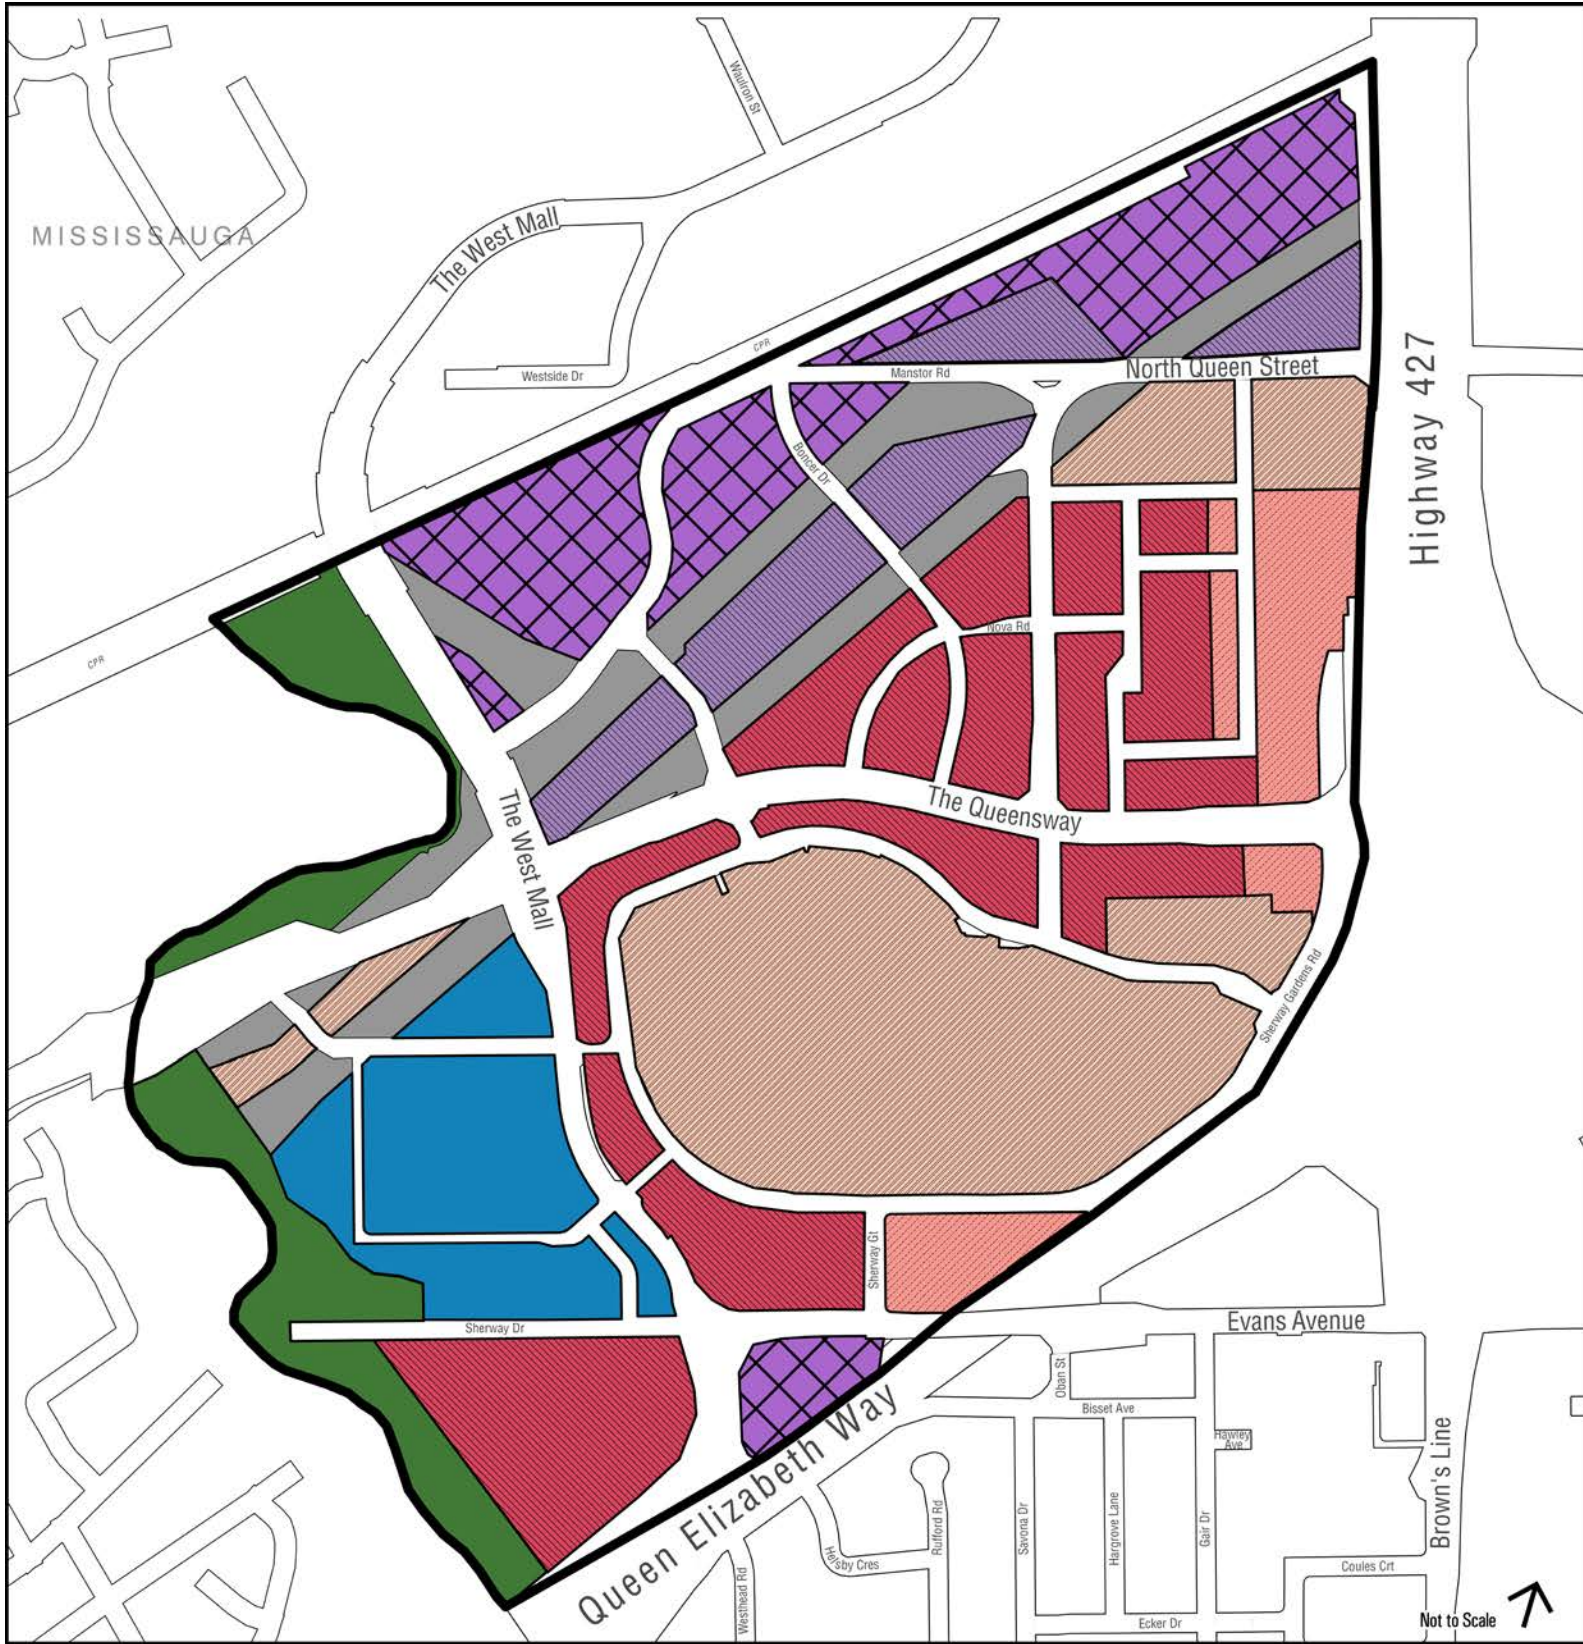 Waulron St
MISSISSAUGA
The West Mall
CPR
Westside Dr
Manstor Rd
North Queen Street
Highway 427
Boncer Dr
Nova Rd
CPR
The Queensway
The West Mall
Sherway Gardens Rd
Sherway Gt
Sherway Dr
Evans Avenue
Oban St
Bisset Ave
Hawley
Ave
Queen Elizabeth Way
Brown's Line
Rufford Rd
Savona Dr
Hargrove Lane
Gair Dr
Helsby Cres
Coules Crt
Westhead Rd
Ecker Dr
Not to Scale